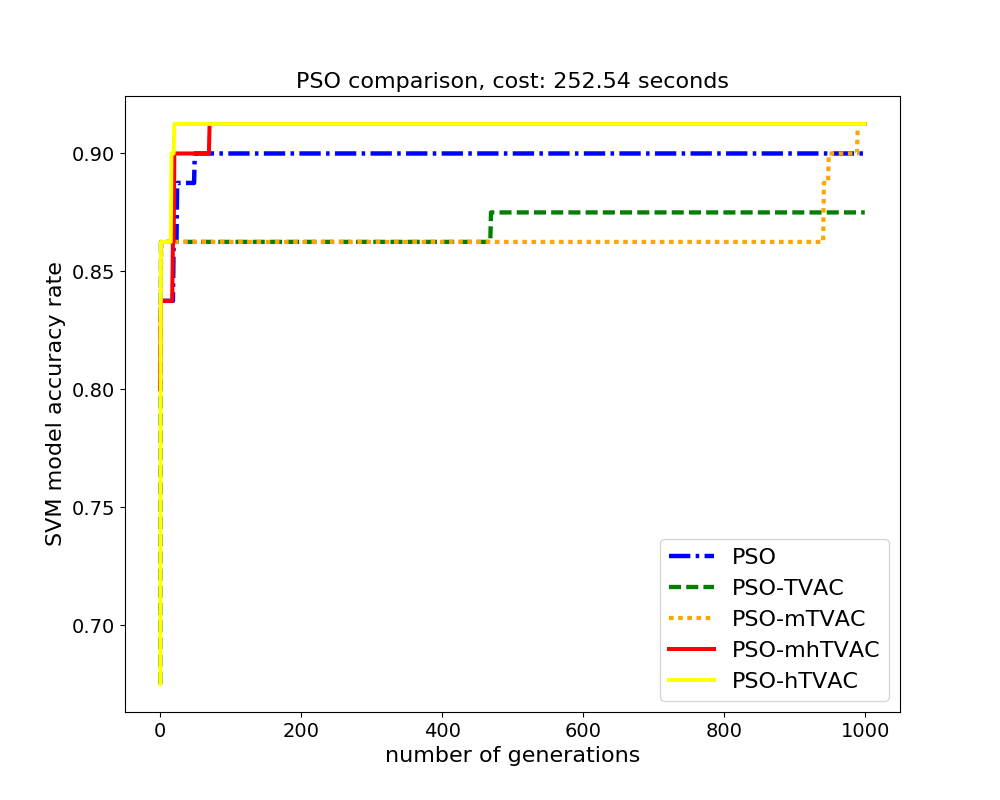 PSO comparison, cost: 252.54 seconds
SVM model accuracy rate
0.90
0.85
0.80
0.75
0.70
0
200
400
600
800
1000
number of generations
PSO
PSO-TVAC
PSO-mTVAC
PSO-mhTVAC
PSO-hTVAC